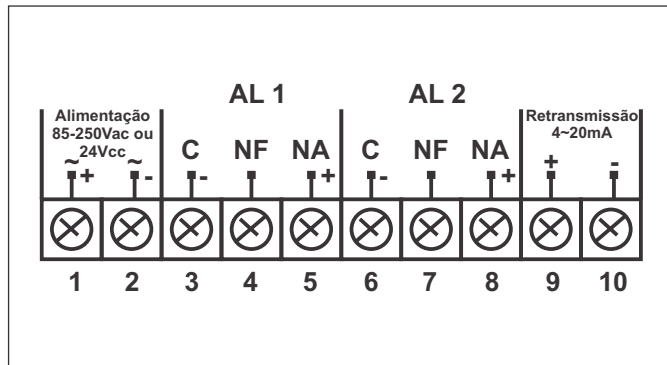 AL 1 AL 2
Alimentação
85-250Vac ou
24Vcc
Retransmissão
4~20mA
C NF NA C NF NA
~+ ~- - + - + + -
1 2 3 4 5 6 7 8 9 10